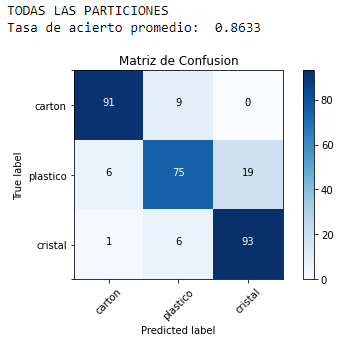 TODAS LAS PARTICIONES
Tasa de acierto promedio:  0.8633
Matriz de Confusion
True label
carton 91 9 0
plastico 6 75 19
cristal 1 6 93
carton plastico cristal
Predicted label
80
60
40
20
0